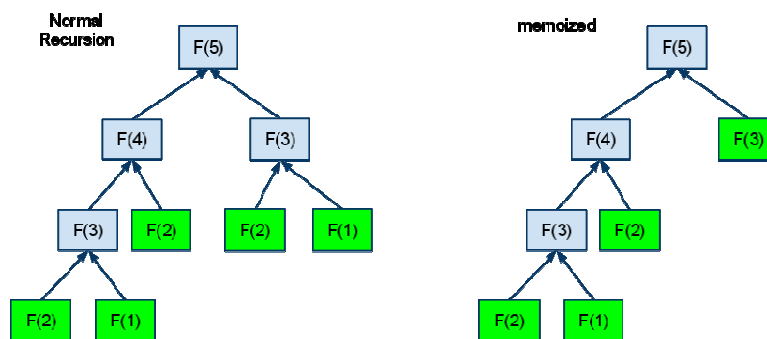 Normal
Recursion
F(5)
F(4)
F(3)
F(3)
F(2)
F(2)
F(1)
F(2)
F(1)
memoized
F(5)
F(4)
F(3)
F(3)
F(2)
F(2)
F(1)